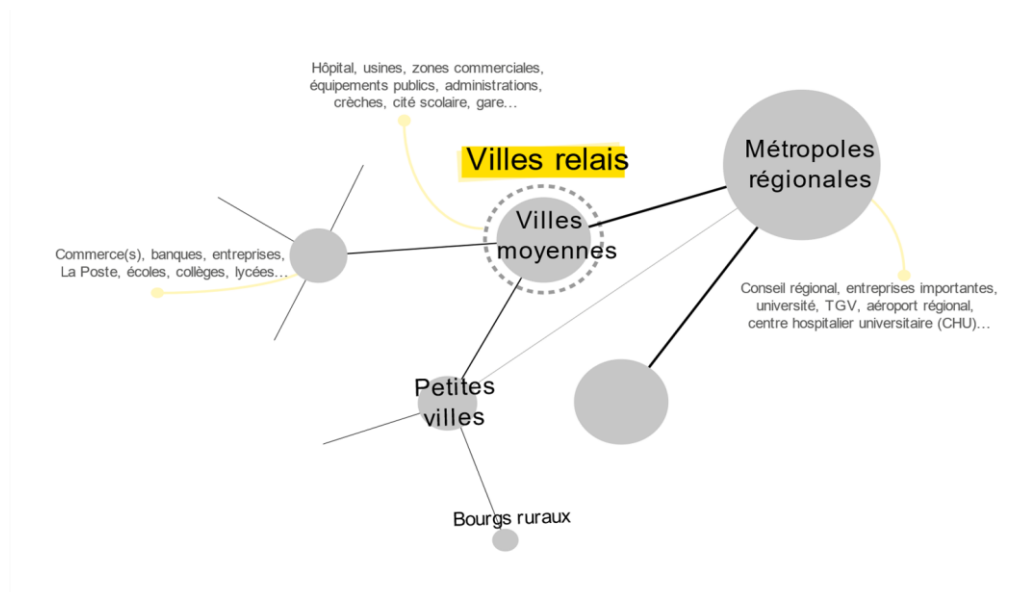 Hôpital, usines, zones commerciales,
équipements publics, administrations,
crèches, cité scolaire, gare…
Villes relais
Métropoles
régionales
Villes
moyennes
Commerce(s), banques, entreprises,
La Poste, écoles, collèges, lycées…
Conseil régional, entreprises importantes,
université, TGV, aéroport régional,
centre hospitalier universitaire (CHU)…
Petites
villes
Bourgs ruraux